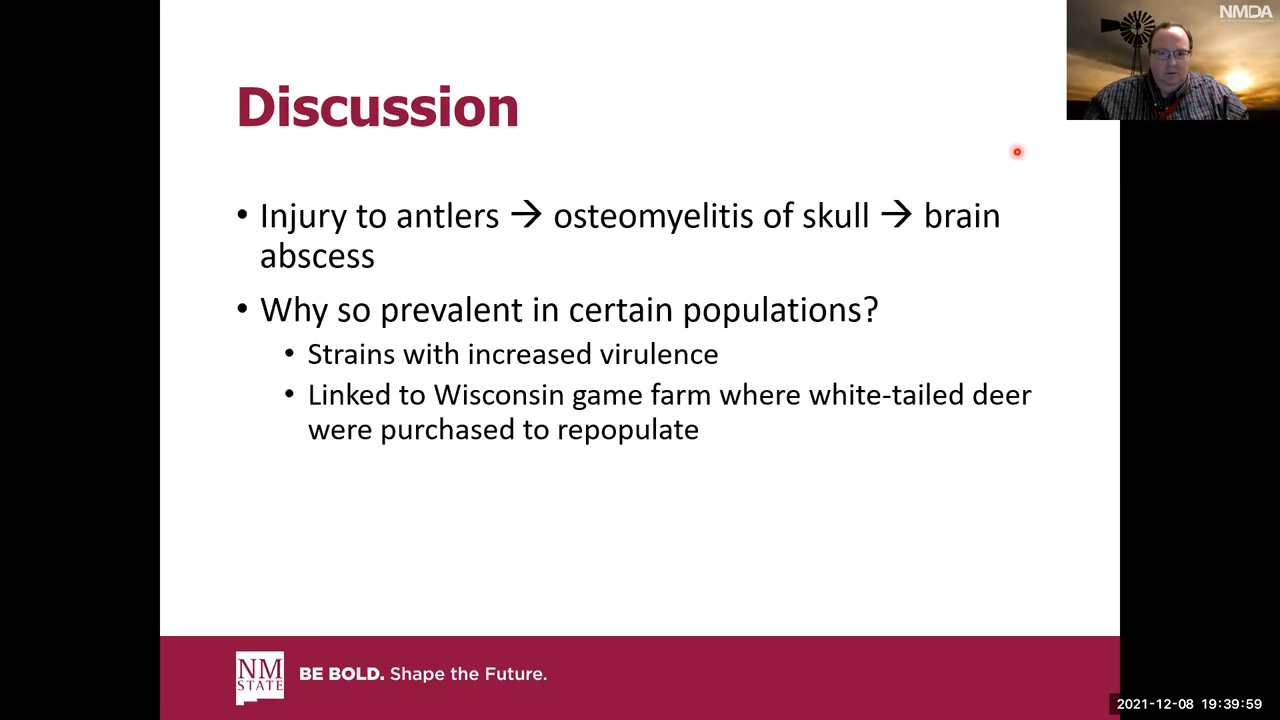 NMDA
Discussion
• Injury to antlers → osteomyelitis of skull → brain
abscess
• Why so prevalent in certain populations?
• Strains with increased virulence
• Linked to Wisconsin game farm where white-tailed deer
were purchased to repopulate
NM
STATE
BE BOLD. Shape the Future.
2021-12-08 19:39:59